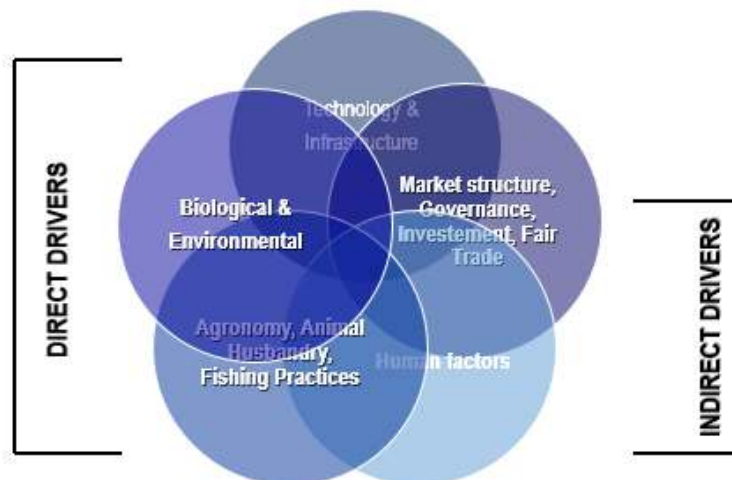 DIRECT DRIVERS
Technology &
Infrastructure
Biological &
Environmental
Market structure,
Governance,
Investement, Fair
Trade
Agronomy, Animal
Husbandry,
Fishing Practices
Human factors
INDIRECT DRIVERS